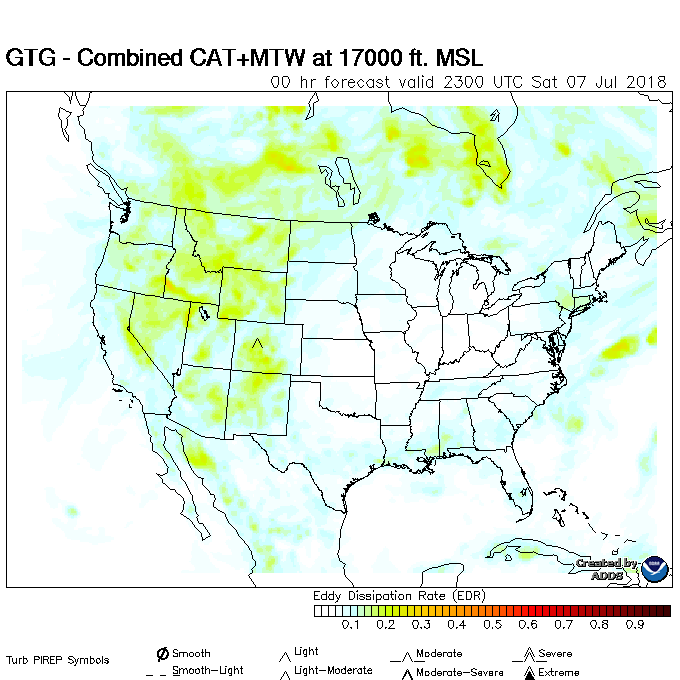 GTG - Combined CAT+MTW at 17000 ft. MSL
00 hr forecast valid 2300 UTC Sat 07 Jul 2018
Created by
ADDS
Eddy Dissipation Rate (EDR)
0.1 0.2 0.3 0.4 0.5 0.6 0.7 0.8 0.9
Turb PIREP Symbols
Smooth Light Moderate Severe
Smooth-Light Light-Moderate Moderate-Severe Extreme